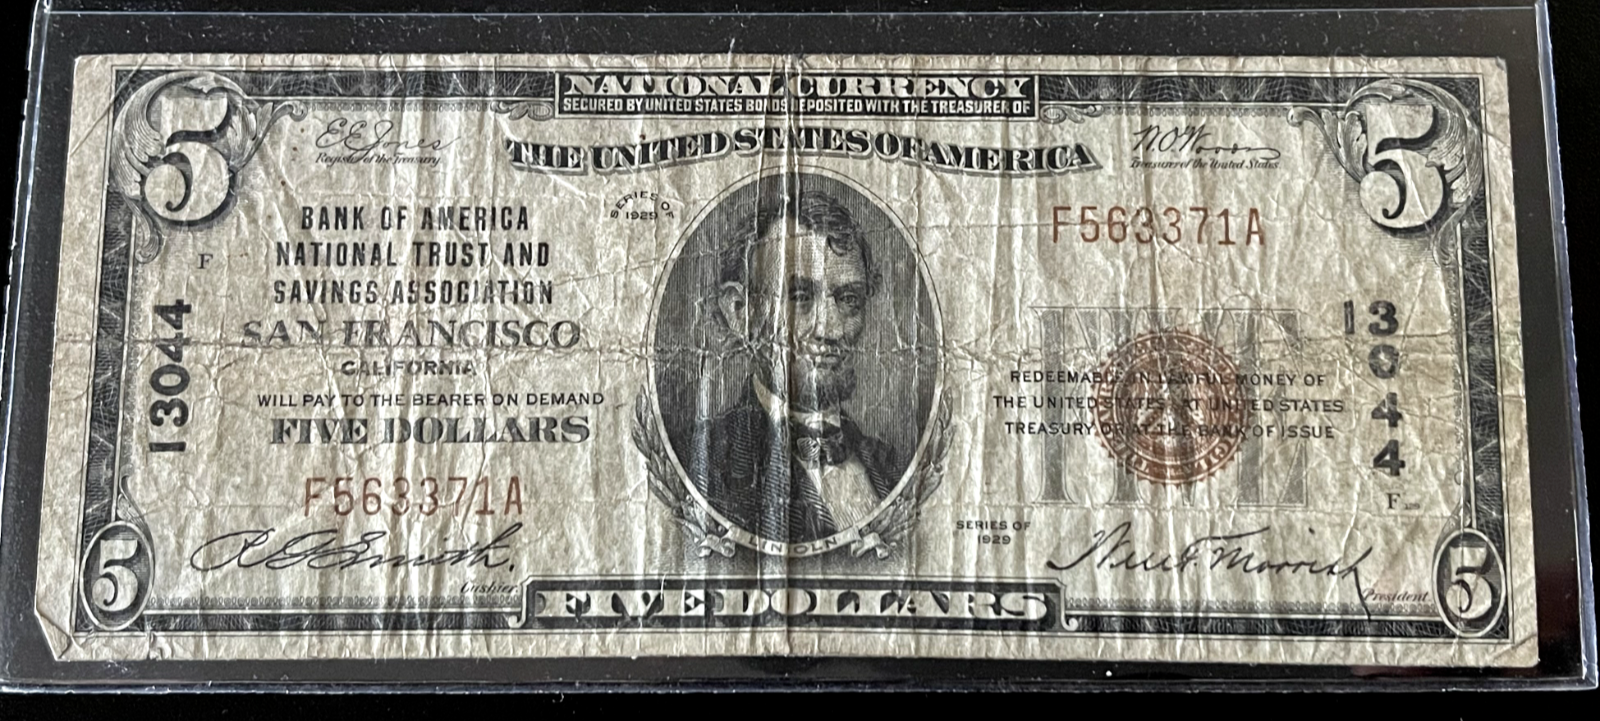 NATIONAL CURRENCY
SECURED BY UNITED STATES BONDS DEPOSITED WITH THE TREASURER OF
THE UNITED STATES OF AMERICA
5
5
E E Jones
Register of the Treasury
W.O. Woods
Treasurer of the United States
SERIES OF
1929
BANK OF AMERICA
NATIONAL TRUST AND
SAVINGS ASSOCIATION
SAN FRANCISCO
CALIFORNIA
WILL PAY TO THE BEARER ON DEMAND
FIVE DOLLARS
F563371A
F
13044
F563371A
FIVE
REDEEMABLE IN LAWFUL MONEY OF
THE UNITED STATES AT UNITED STATES
TREASURY OR AT THE BANK OF ISSUE
13044
F
LINCOLN
SERIES OF
1929
Cashier
President
5
FIVE DOLLARS
5